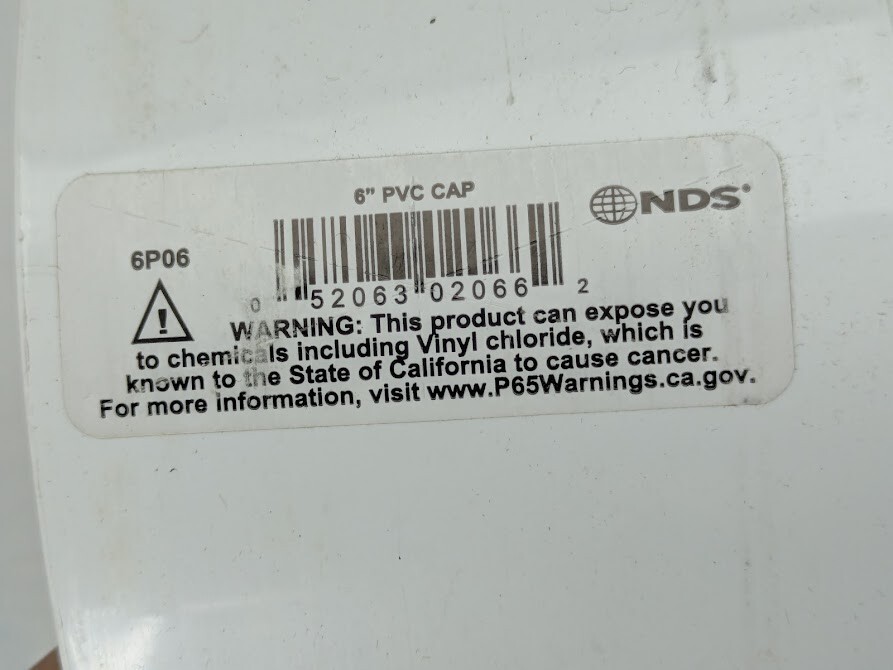 6" PVC CAP
NDS
6P06
0 52063 02066 2
WARNING: This product can expose you
to chemicals including Vinyl chloride, which is
known to the State of California to cause cancer.
For more information, visit www.P65Warnings.ca.gov.